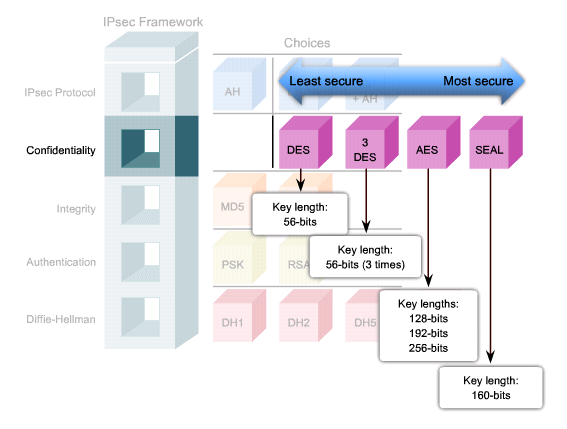 IPsec Framework
Choices
Least secure
Most secure
IPsec Protocol
AH
+ AH
Confidentiality
DES
3
DES
AES
SEAL
Integrity
MD5
Key length:
56-bits
Authentication
PSK
RSA
Key length:
56-bits (3 times)
Diffie-Hellman
DH1
DH2
DH5
Key lengths:
128-bits
192-bits
256-bits
Key length:
160-bits